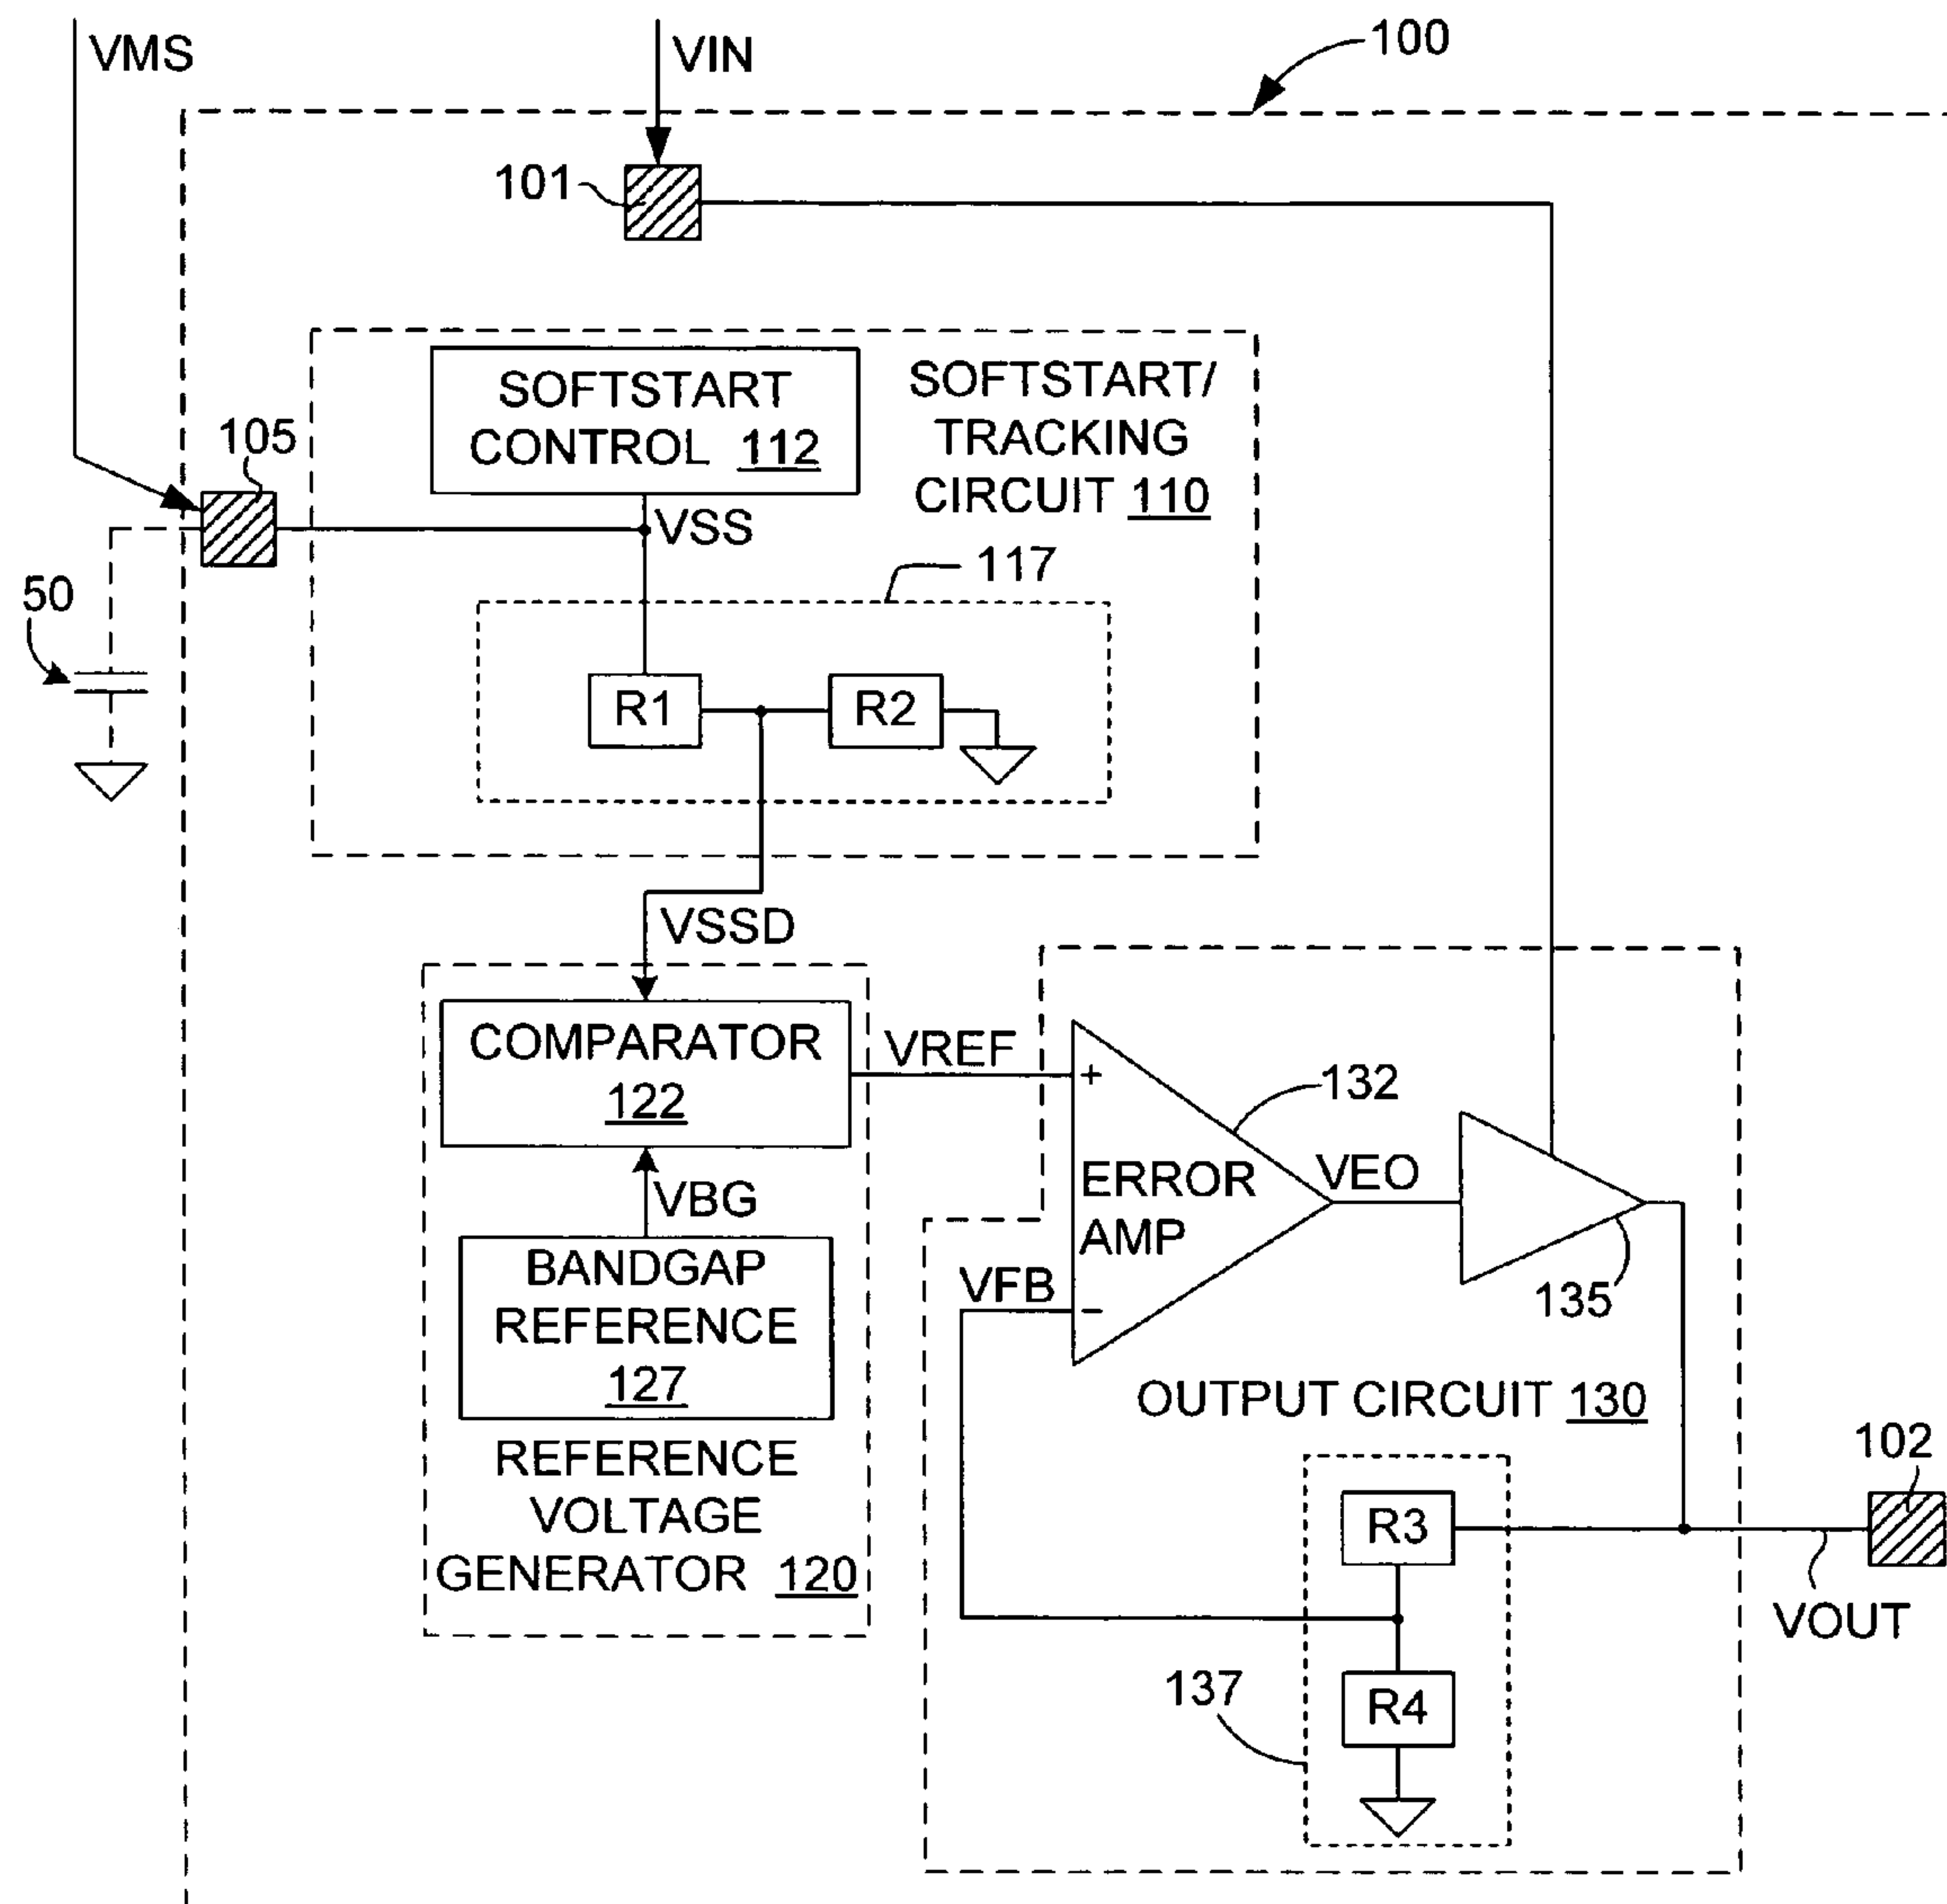 VMS
VIN
100
101
SOFTSTART
CONTROL 112
SOFTSTART/
TRACKING
CIRCUIT 110
105
VSS
117
50
R1
R2
VSSD
COMPARATOR
122
VREF
+
132
ERROR
AMP
VEO
VBG
BANDGAP
REFERENCE
127
VFB
−
135
REFERENCE
VOLTAGE
GENERATOR 120
OUTPUT CIRCUIT 130
102
R3
VOUT
137
R4